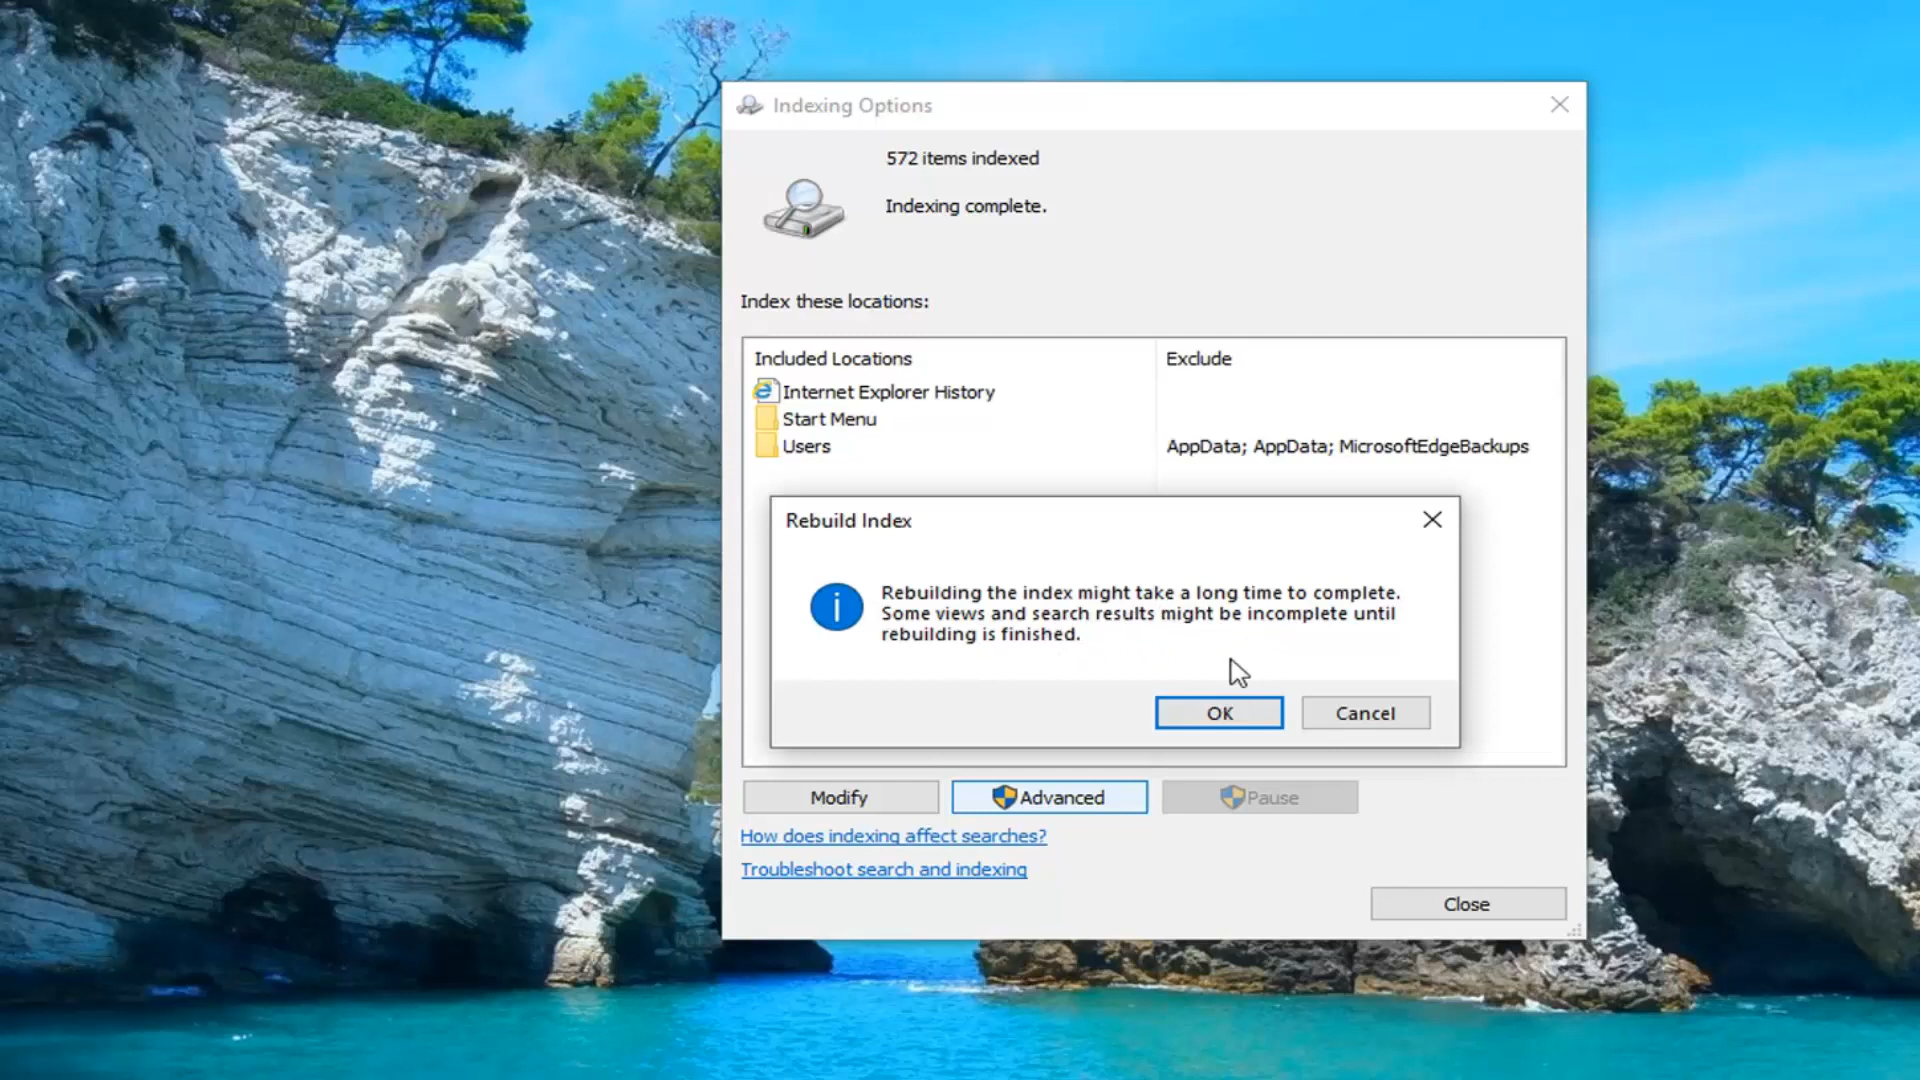 Indexing Options
572 items indexed
Indexing complete.
Index these locations:
Included Locations
Exclude
Internet Explorer History
Start Menu
Users
AppData; AppData; MicrosoftEdgeBackups
Rebuild Index
Rebuilding the index might take a long time to complete.
Some views and search results might be incomplete until
rebuilding is finished.
OK
Cancel
Modify
Advanced
Pause
How does indexing affect searches?
Troubleshoot search and indexing
Close